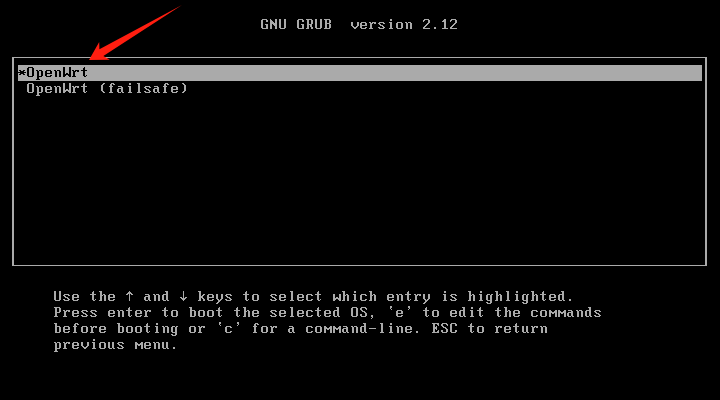 GNU GRUB  version 2.12
*OpenWrt
OpenWrt (failsafe)
Use the ↑ and ↓ keys to select which entry is highlighted.
Press enter to boot the selected OS, `e' to edit the commands
before booting or `c' for a command-line. ESC to return
previous menu.